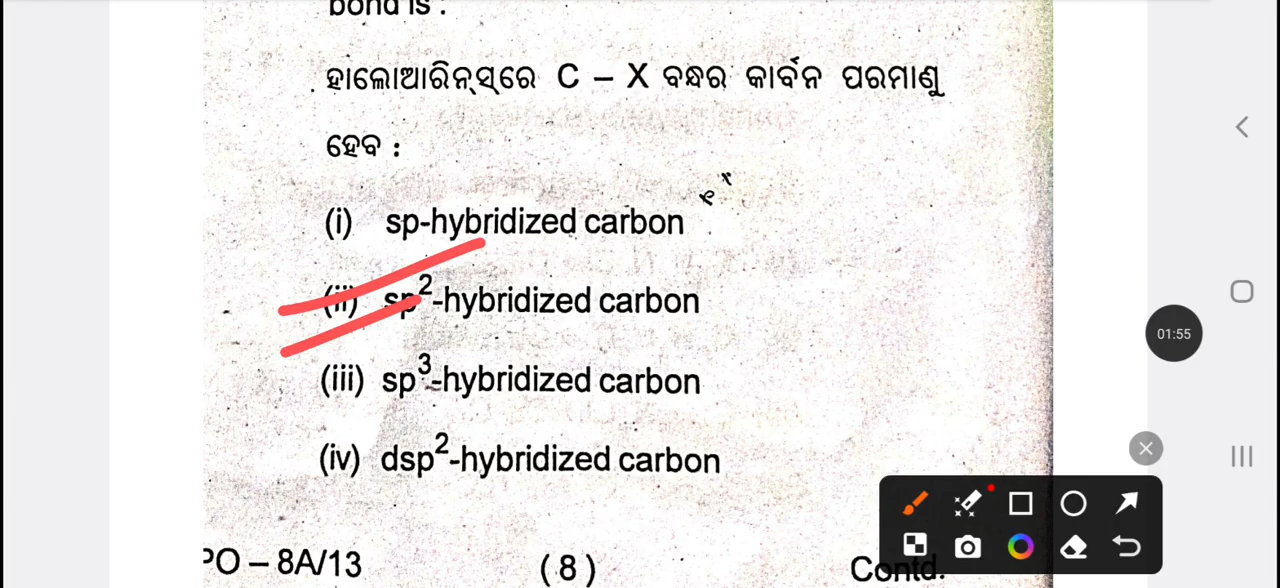 bond is :
ହାଲୋଆରିନ୍ସ୍‌ରେ C – X ବନ୍ଧର କାର୍ବନ ପରମାଣୁ
ହେବ :
(i) sp-hybridized carbon
(ii) sp²-hybridized carbon
(iii) sp³-hybridized carbon
(iv) dsp²-hybridized carbon
PO – 8A/13 (8) Contd.
01:55